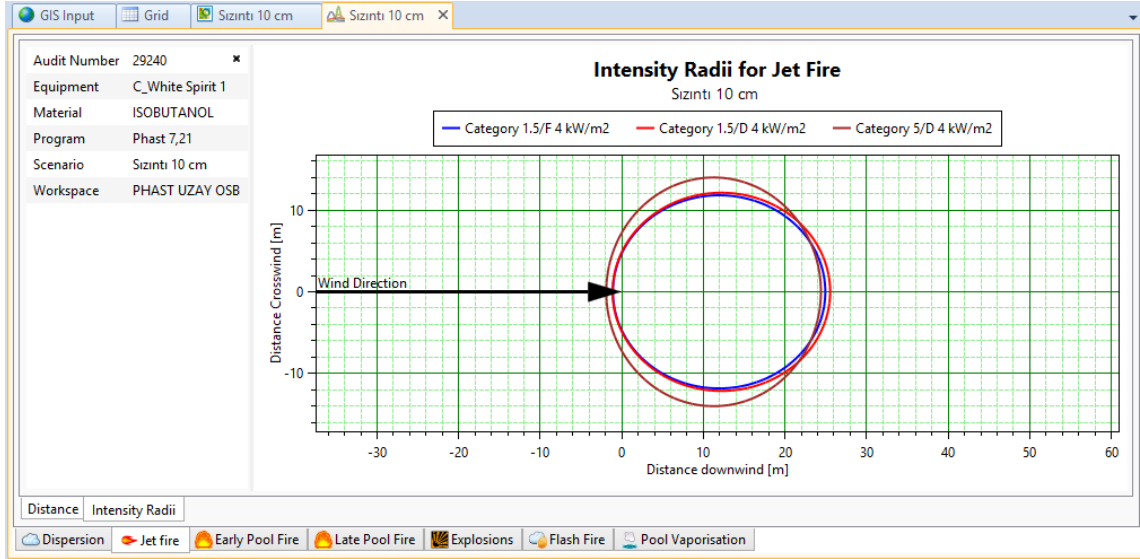 GIS Input Grid Sızıntı 10 cm Sızıntı 10 cm
Audit Number 29240
Equipment C_White Spirit 1
Material ISOBUTANOL
Program Phast 7,21
Scenario Sızıntı 10 cm
Workspace PHAST UZAY OSB
Intensity Radii for Jet Fire
Sızıntı 10 cm
Category 1.5/F 4 kW/m2 Category 1.5/D 4 kW/m2 Category 5/D 4 kW/m2
Distance Crosswind [m]
10
0
-10
Wind Direction
-30 -20 -10 0 10 20 30 40 50 60
Distance downwind [m]
Distance Intensity Radii
Dispersion Jet fire Early Pool Fire Late Pool Fire Explosions Flash Fire Pool Vaporisation